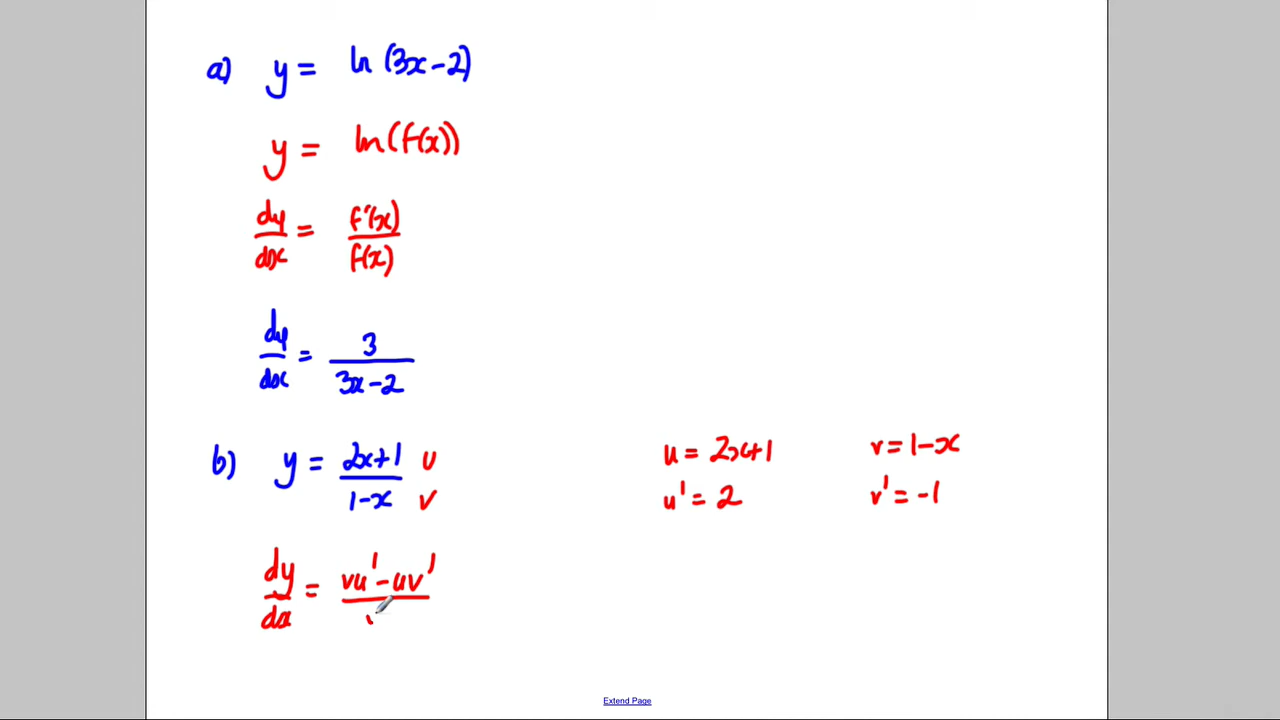 a) y = ln (3x-2)
y = ln(f(x))
dy/dx = f'(x)/f(x)
dy/dx = 3/(3x-2)
b) y = (2x+1)/(1-x) u v
u = 2x+1 v = 1-x
u' = 2 v' = -1
dy/dx = vu' - uv'
Extend Page